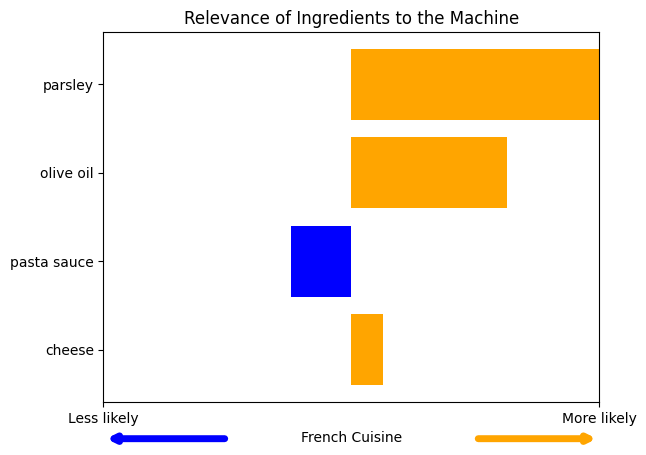 Relevance of Ingredients to the Machine
parsley
olive oil
pasta sauce
cheese
Less likely
More likely
French Cuisine